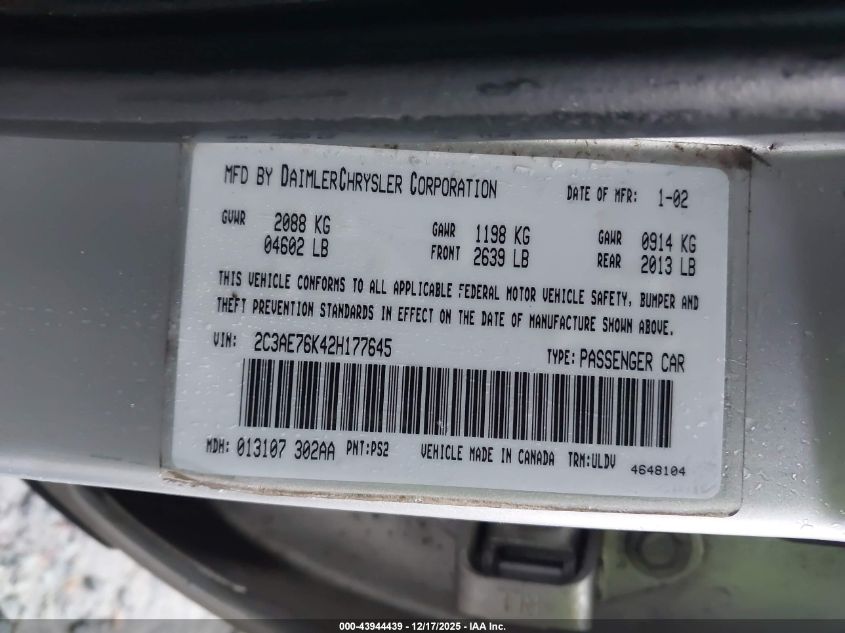 MFD BY DAIMLERCHRYSLER CORPORATION DATE OF MFR: 1-02
GVWR 2088 KG GAWR 1198 KG GAWR 0914 KG
04602 LB FRONT 2639 LB REAR 2013 LB
THIS VEHICLE CONFORMS TO ALL APPLICABLE FEDERAL MOTOR VEHICLE SAFETY, BUMPER AND
THEFT PREVENTION STANDARDS IN EFFECT ON THE DATE OF MANUFACTURE SHOWN ABOVE.
VIN: 2C3AE76K42H177645 TYPE: PASSENGER CAR
MDH: 013107 302AA PNT:PS2 VEHICLE MADE IN CANADA TRM:ULDV
4648104
000-43944439 - 12/17/2025 - IAA Inc.